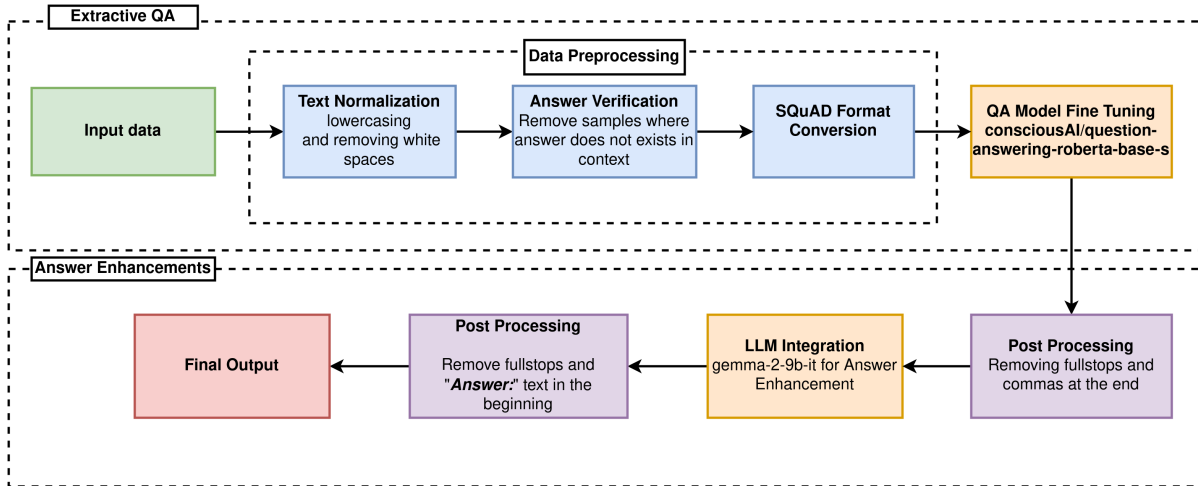 Extractive QA
Data Preprocessing
Input data
Text Normalization
lowercasing
and removing white
spaces
Answer Verification
Remove samples where
answer does not exists in
context
SQuAD Format
Conversion
QA Model Fine Tuning
consciousAI/question-
answering-roberta-base-s
Answer Enhancements
Final Output
Post Processing
Remove fullstops and
"Answer:" text in the
beginning
LLM Integration
gemma-2-9b-it for Answer
Enhancement
Post Processing
Removing fullstops and
commas at the end